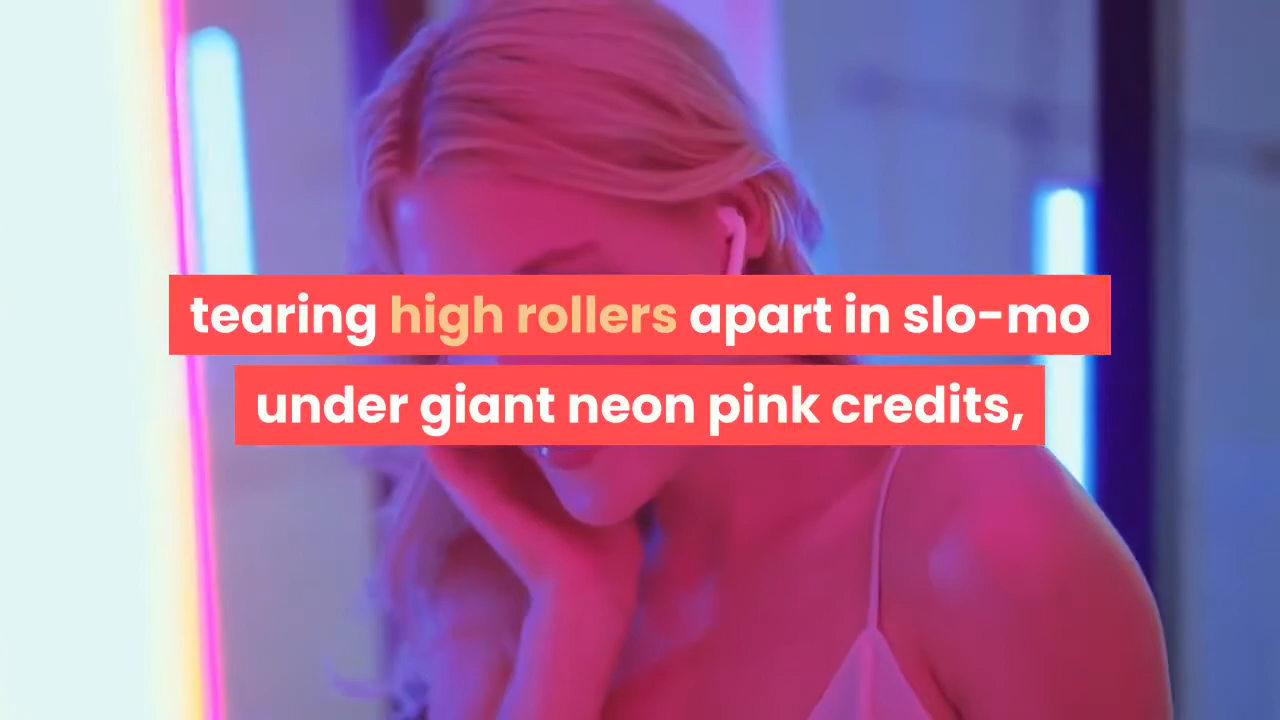 tearing high rollers apart in slo-mo
under giant neon pink credits,